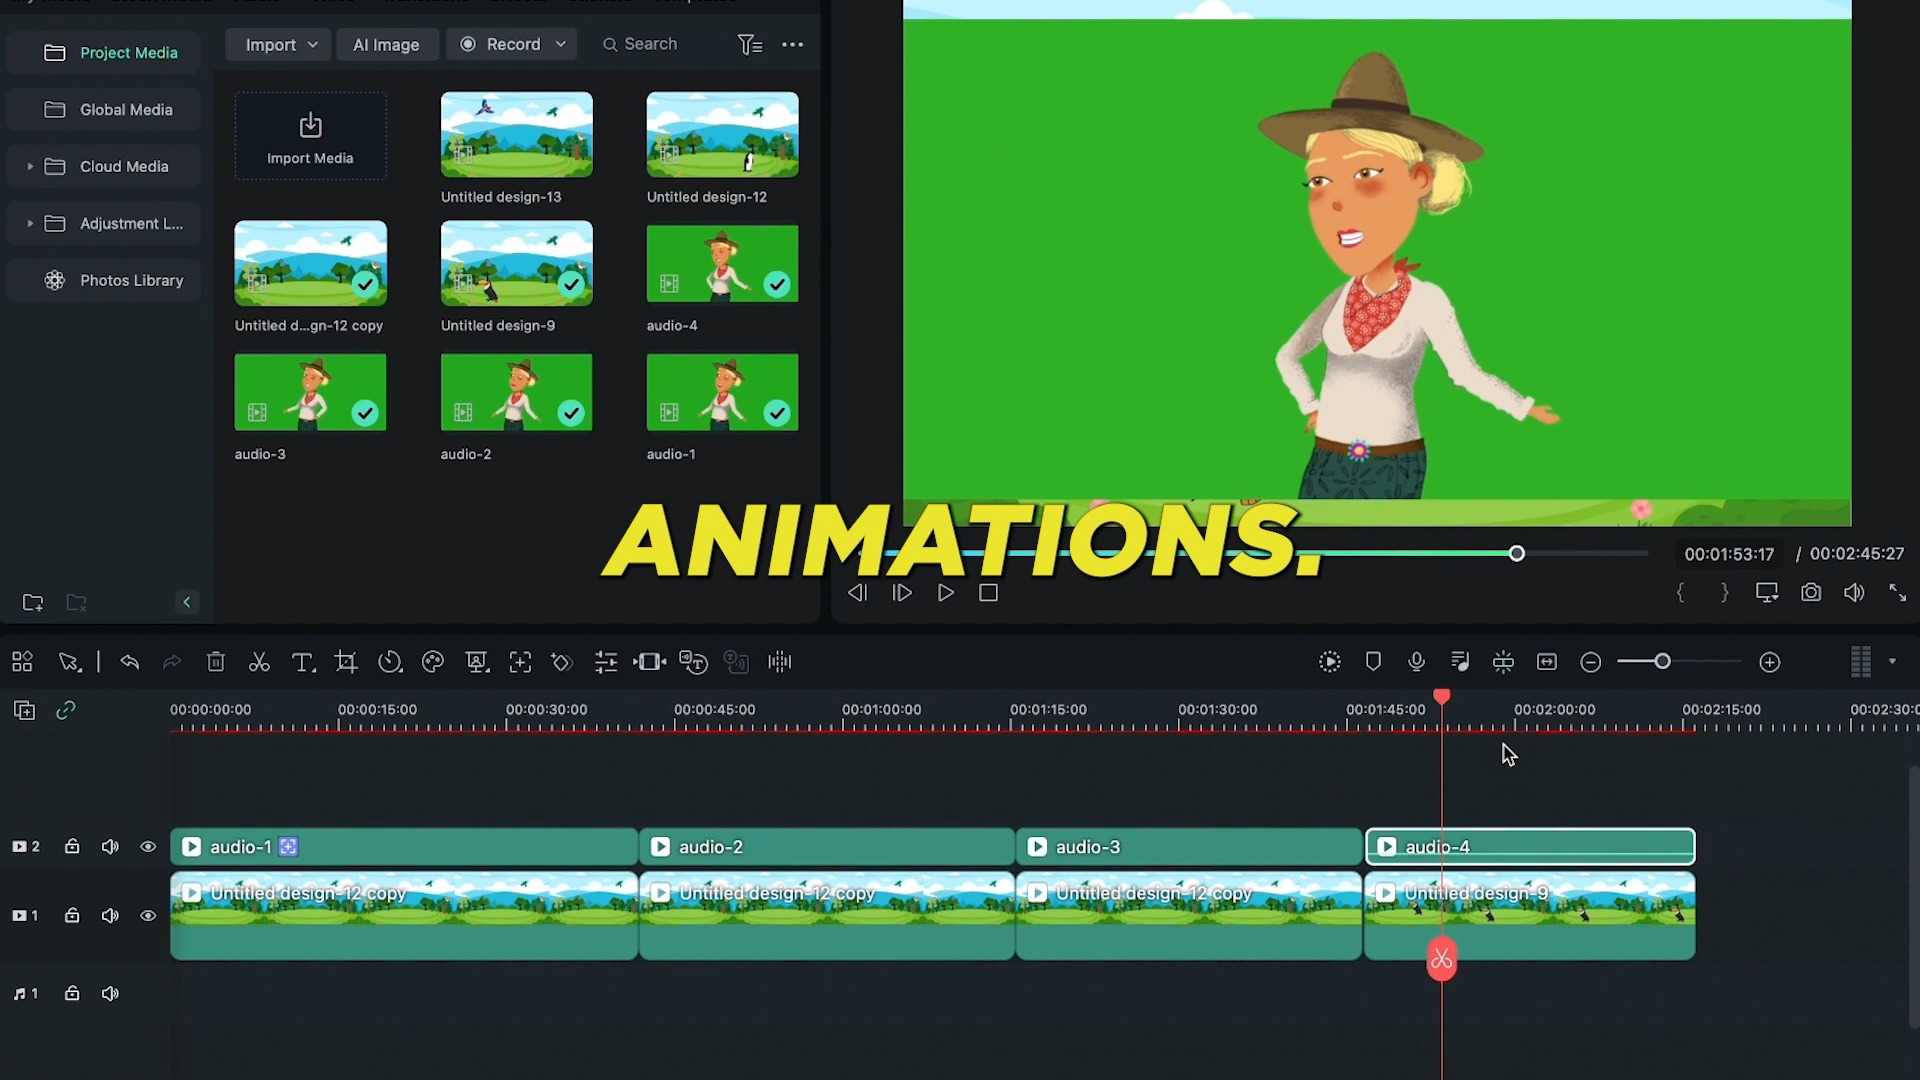 Project Media
Global Media
Cloud Media
Adjustment L...
Photos Library
Import
AI Image
Record
Search
Import Media
Untitled design-13
Untitled design-12
Untitled d...gn-12 copy
Untitled design-9
audio-4
audio-3
audio-2
audio-1
ANIMATIONS.
00:01:53:17 / 00:02:45:27
00:00:00:00
00:00:15:00
00:00:30:00
00:00:45:00
00:01:00:00
00:01:15:00
00:01:30:00
00:01:45:00
00:02:00:00
00:02:15:00
00:02:30:0
2
audio-1
audio-2
audio-3
audio-4
1
Untitled design-12 copy
Untitled design-12 copy
Untitled design-12 copy
Untitled design-9
1